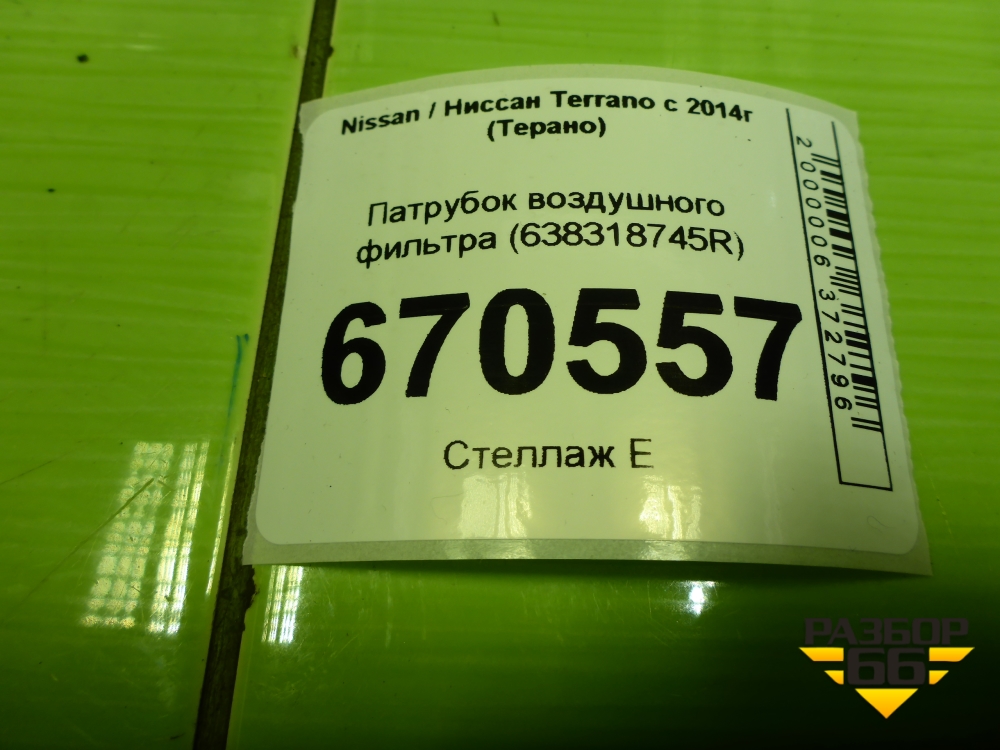 Nissan / Ниссан Terrano с 2014г
(Терано)
Патрубок воздушного
фильтра (638318745R)
670557
Стеллаж Е
2000006372796
РАЗБОР
66